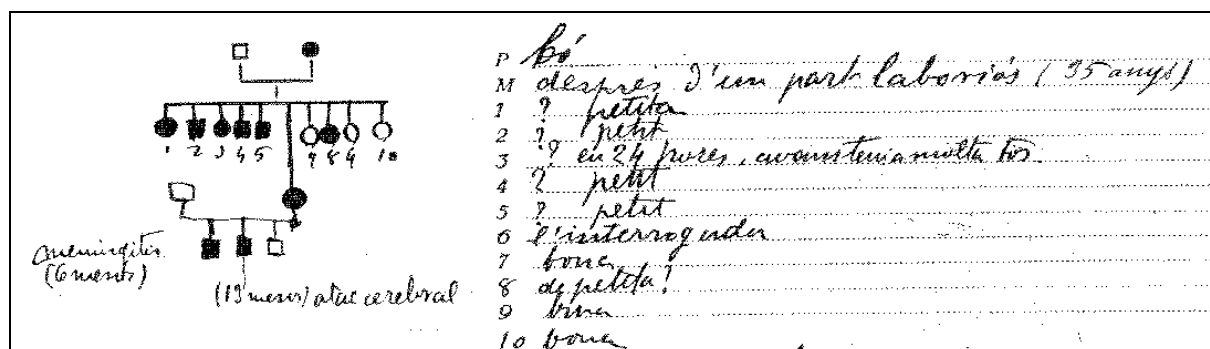 1 2 3 4 5 7 8 9 10
meningitis
(6 mesos)
(13 mesos) atac cerebral
P bó
M després d'un part laboriós (35 anys)
1 ? petita
2 ? petit
3 ? en 24 hores, avans tenia molta tos
4 ? petit
5 ? petit
6 l'interrogada
7 bona
8 de petita!
9 bona
10 bona